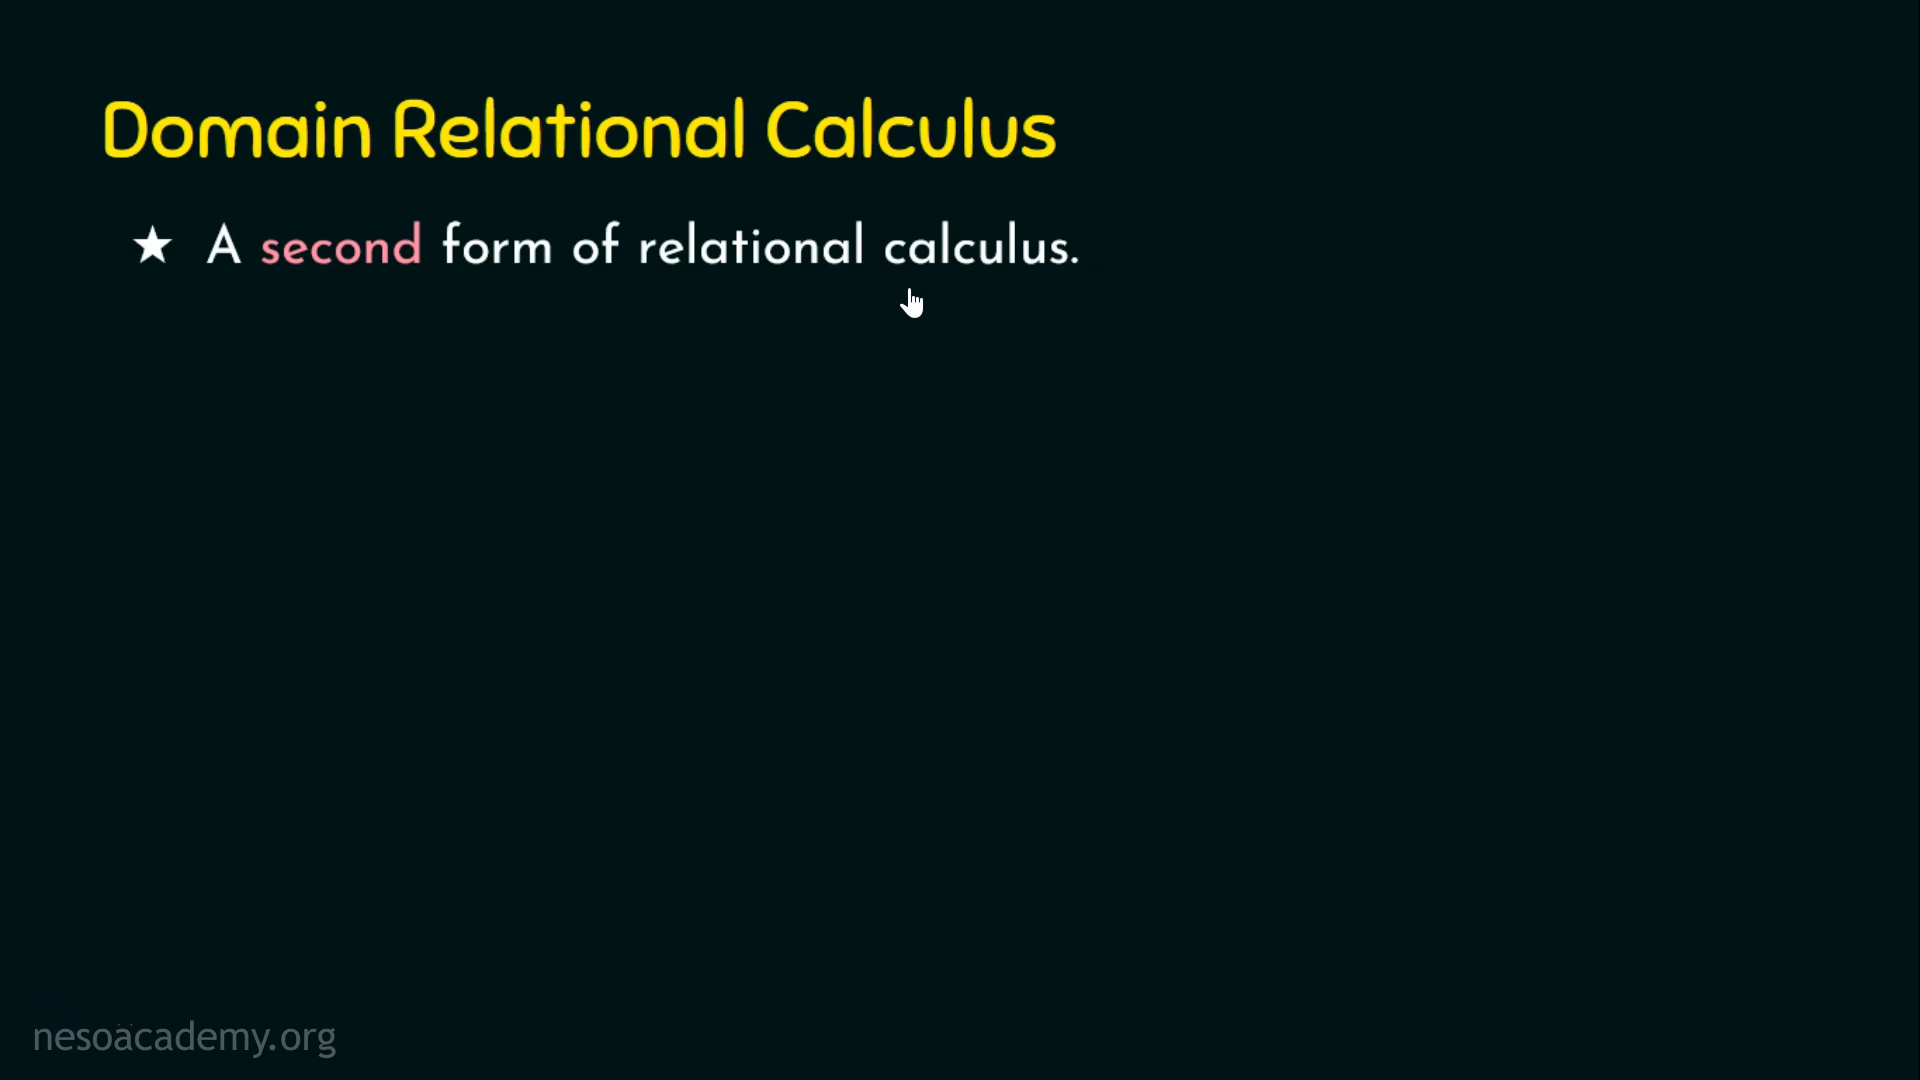 Domain Relational Calculus
★ A second form of relational calculus.
nesoacademy.org